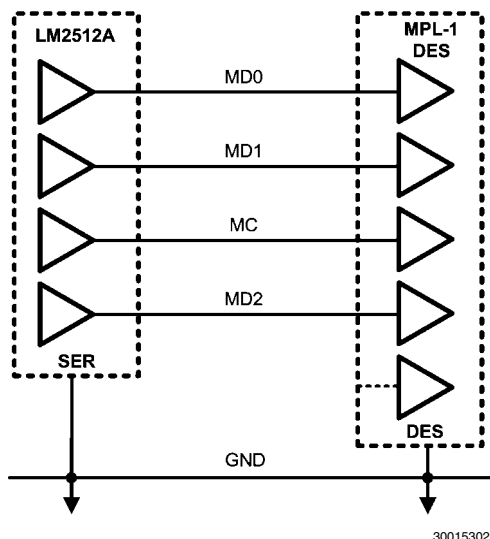 LM2512A
MPL-1
DES
MD0
MD1
MC
MD2
SER
DES
GND
30015302